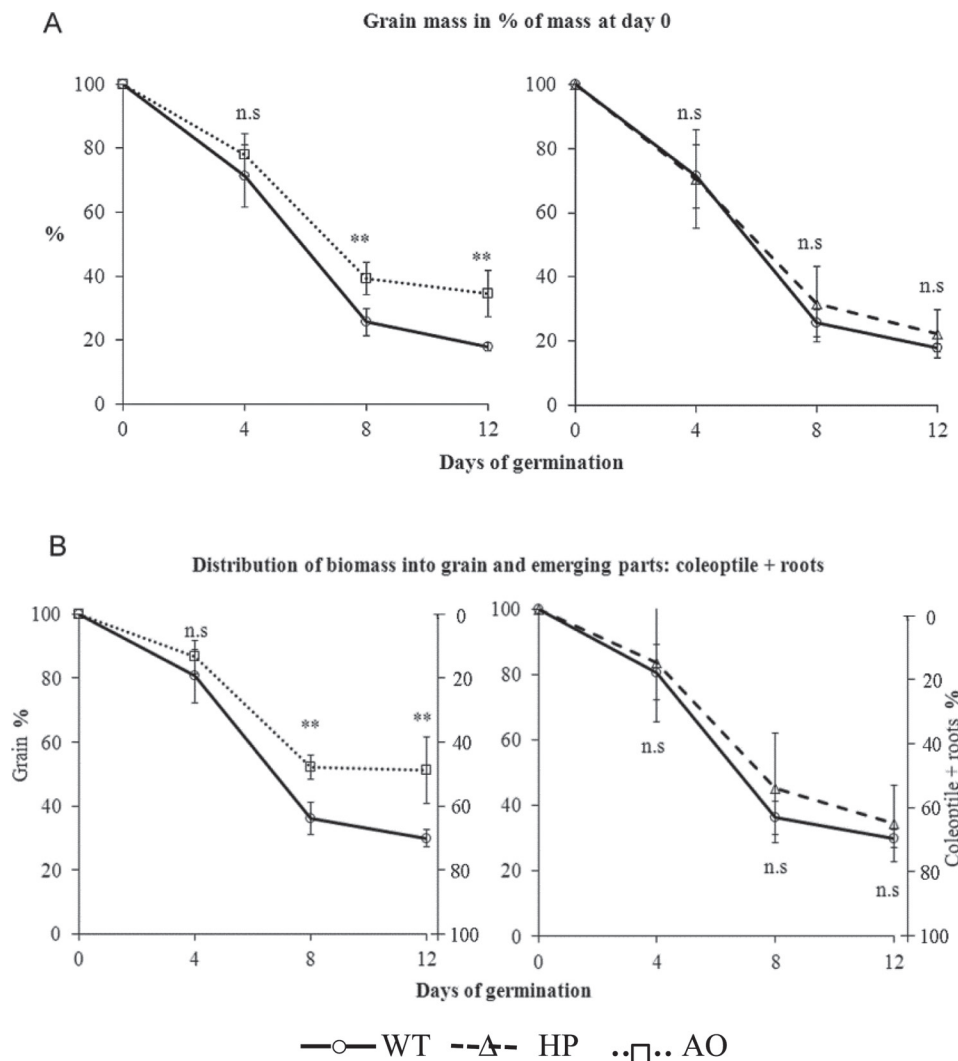 A
Grain mass in % of mass at day 0
100
80
60
%
40
20
0
n.s
**
**
0 4 8 12
100
80
60
40
20
0
n.s
n.s
n.s
0 4 8 12
Days of germination
B
Distribution of biomass into grain and emerging parts: coleoptile + roots
Grain %
100
80
60
40
20
0
n.s
**
**
0
20
40
60
80
100
0 4 8 12
100
80
60
40
20
0
n.s
n.s
n.s
0
20
40
60
80
100
Coleoptile + roots %
0 4 8 12
Days of germination
WT HP AO